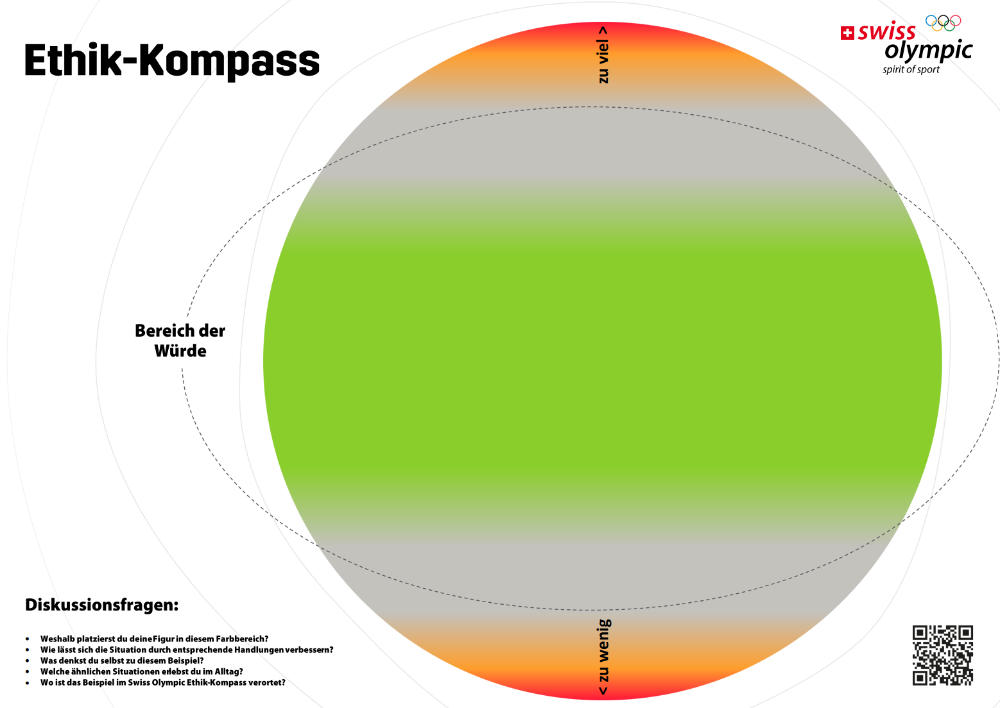 Ethik-Kompass
swiss
olympic
spirit of sport
zu viel >
Bereich der
Würde
< zu wenig
Diskussionsfragen:
• Weshalb platzierst du deine Figur in diesem Farbbereich?
• Wie lässt sich die Situation durch entsprechende Handlungen verbessern?
• Was denkst du selbst zu diesem Beispiel?
• Welche ähnlichen Situationen erlebst du im Alltag?
• Wo ist das Beispiel im Swiss Olympic Ethik-Kompass verortet?